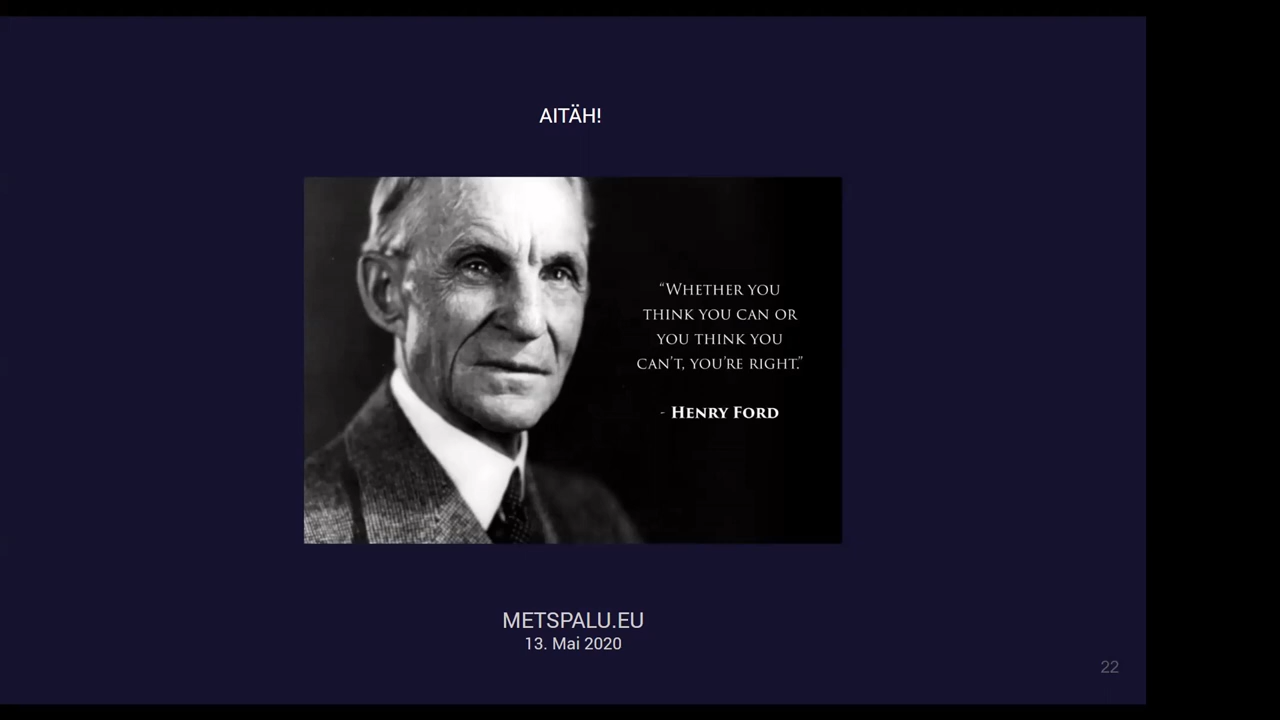 AITÄH!
“WHETHER YOU
THINK YOU CAN OR
YOU THINK YOU
CAN’T, YOU’RE RIGHT.”
- HENRY FORD
METSPALU.EU
13. Mai 2020
22